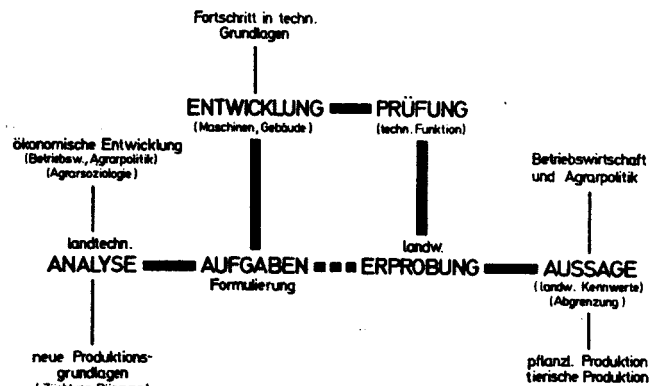 Fortschritt in techn.
Grundlagen
ENTWICKLUNG
(Maschinen, Gebäude)
PRÜFUNG
(techn. Funktion)
ökonomische Entwicklung
(Betriebsw., Agrarpolitik)
(Agrarsoziologie)
Betriebswirtschaft
und Agrarpolitik
landtechn.
ANALYSE
AUFGABEN
Formulierung
landw.
ERPROBUNG
AUSSAGE
(landw. Kennwerte)
(Abgrenzung)
neue Produktions-
grundlagen
pflanzl. Produktion
tierische Produktion